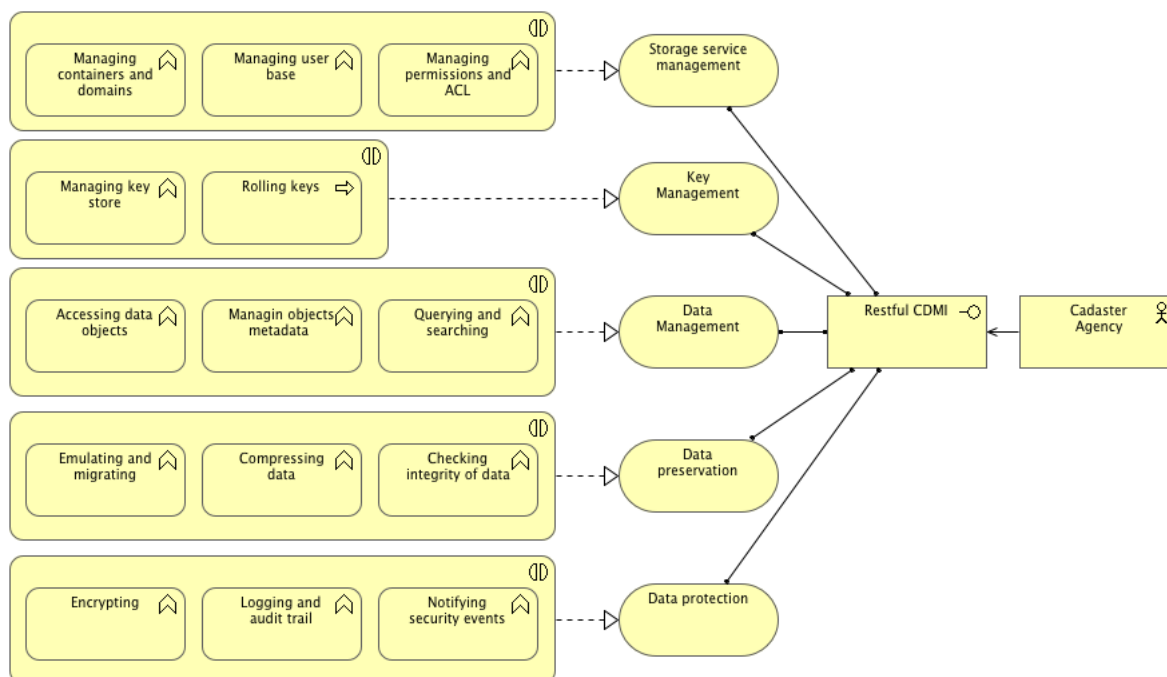 Managing
containers and
domains
Managing user
base
Managing
permissions and
ACL
Storage service
management
Managing key
store
Rolling keys
Key
Management
Accessing data
objects
Managin objects
metadata
Querying and
searching
Data
Management
Restful CDMI
Cadaster
Agency
Emulating and
migrating
Compressing
data
Checking
integrity of data
Data
preservation
Encrypting
Logging and
audit trail
Notifying
security events
Data protection